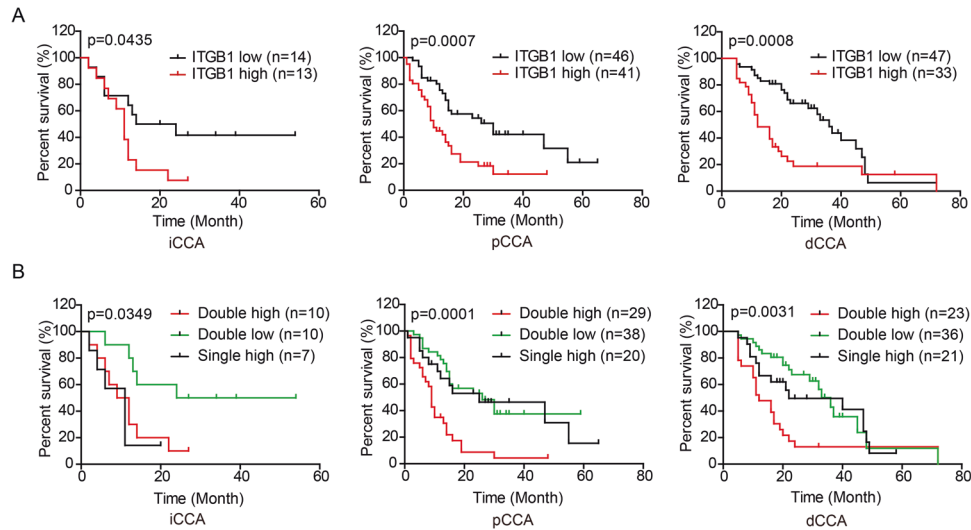 A
p=0.0435
ITGB1 low (n=14)
ITGB1 high (n=13)
Percent survival (%)
120
100
80
60
40
20
0
0
20
40
60
Time (Month)
iCCA
p=0.0007
ITGB1 low (n=46)
ITGB1 high (n=41)
Percent survival (%)
120
100
80
60
40
20
0
0
20
40
60
80
Time (Month)
pCCA
p=0.0008
ITGB1 low (n=47)
ITGB1 high (n=33)
Percent survival (%)
120
100
80
60
40
20
0
0
20
40
60
80
Time (Month)
dCCA
B
p=0.0349
Double high (n=10)
Double low (n=10)
Single high (n=7)
Percent survival (%)
120
100
80
60
40
20
0
0
20
40
60
Time (Month)
iCCA
p=0.0001
Double high (n=29)
Double low (n=38)
Single high (n=20)
Percent survival (%)
120
100
80
60
40
20
0
0
20
40
60
80
Time (Month)
pCCA
p=0.0031
Double high (n=23)
Double low (n=36)
Single high (n=21)
Percent survival (%)
120
100
80
60
40
20
0
0
20
40
60
80
Time (Month)
dCCA